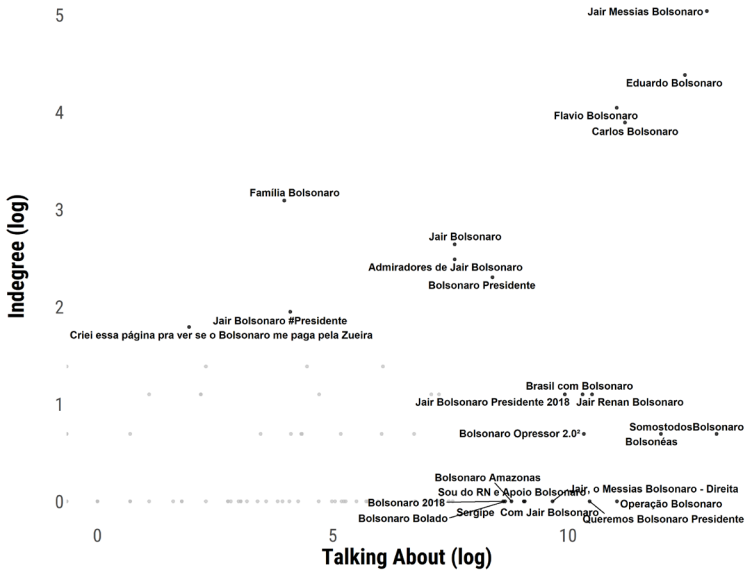 5
Jair Messias Bolsonaro
Eduardo Bolsonaro
4
Flavio Bolsonaro
Carlos Bolsonaro
Família Bolsonaro
3
Jair Bolsonaro
Admiradores de Jair Bolsonaro
Bolsonaro Presidente
2
Jair Bolsonaro #Presidente
Criei essa página pra ver se o Bolsonaro me paga pela Zueira
Brasil com Bolsonaro
1
Jair Bolsonaro Presidente 2018
Jair Renan Bolsonaro
SomostodosBolsonaro
Bolsonaro Opressor 2.0²
Bolsonéas
Bolsonaro Amazonas
Sou do RN e Apoio Bolsonaro
Jair, o Messias Bolsonaro - Direita
0
Bolsonaro 2018
Operação Bolsonaro
Sergipe Com Jair Bolsonaro
Bolsonaro Bolado
Queremos Bolsonaro Presidente
0
5
10
Talking About (log)
Indegree (log)